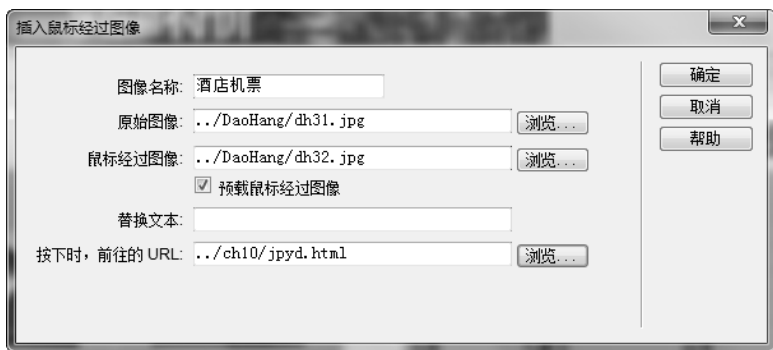 插入鼠标经过图像
图像名称: 酒店机票
原始图像: ../DaoHang/dh31.jpg 浏览...
鼠标经过图像: ../DaoHang/dh32.jpg 浏览...
预载鼠标经过图像
替换文本:
按下时，前往的 URL: ../ch10/jpyd.html 浏览...
确定
取消
帮助